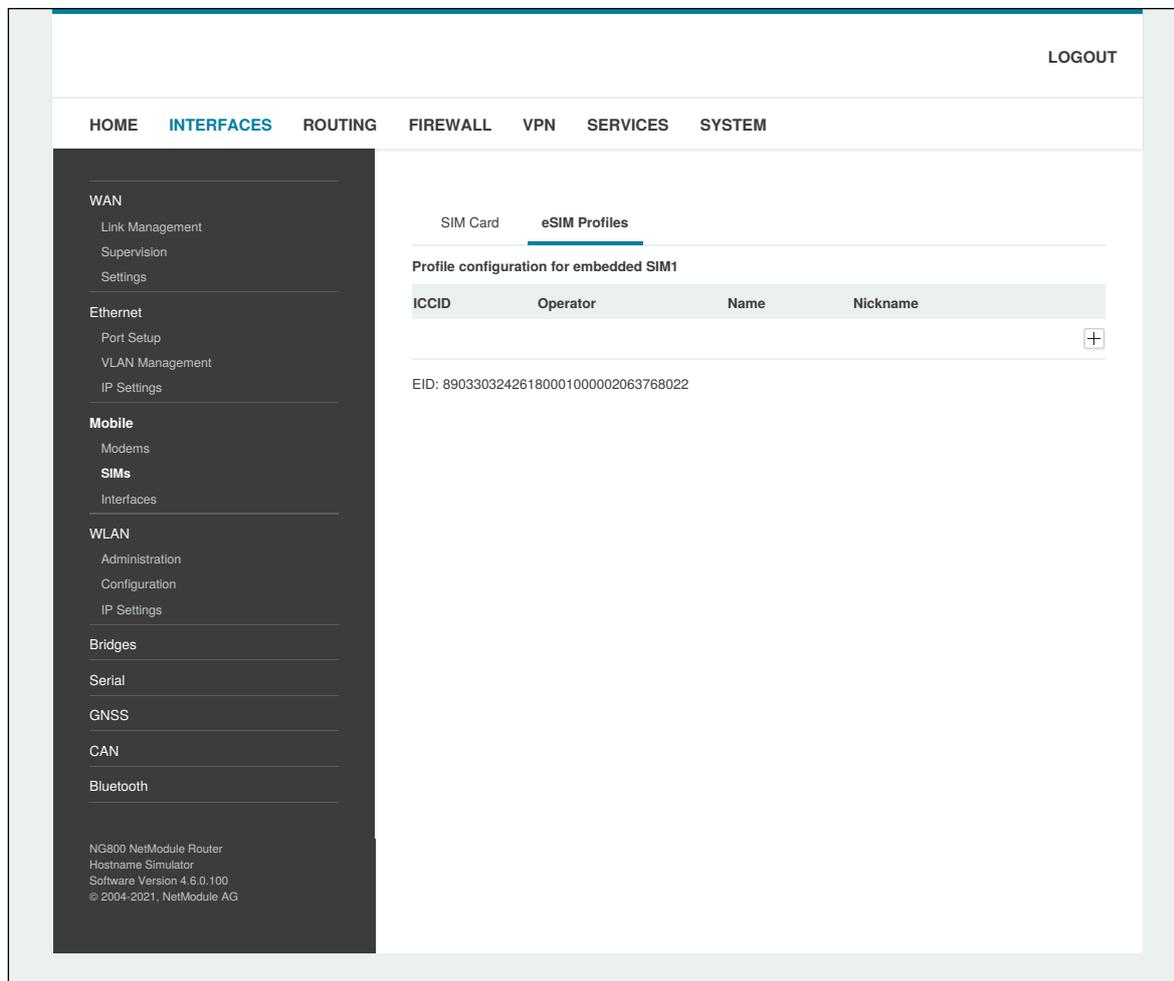 LOGOUT
HOME INTERFACES ROUTING FIREWALL VPN SERVICES SYSTEM
WAN
Link Management
Supervision
Settings
Ethernet
Port Setup
VLAN Management
IP Settings
Mobile
Modems
SIMs
Interfaces
WLAN
Administration
Configuration
IP Settings
Bridges
Serial
GNSS
CAN
Bluetooth
NG800 NetModule Router
Hostname Simulator
Software Version 4.6.0.100
© 2004-2021, NetModule AG
SIM Card eSIM Profiles
Profile configuration for embedded SIM1
ICCID Operator Name Nickname
EID: 89033032426180001000002063768022